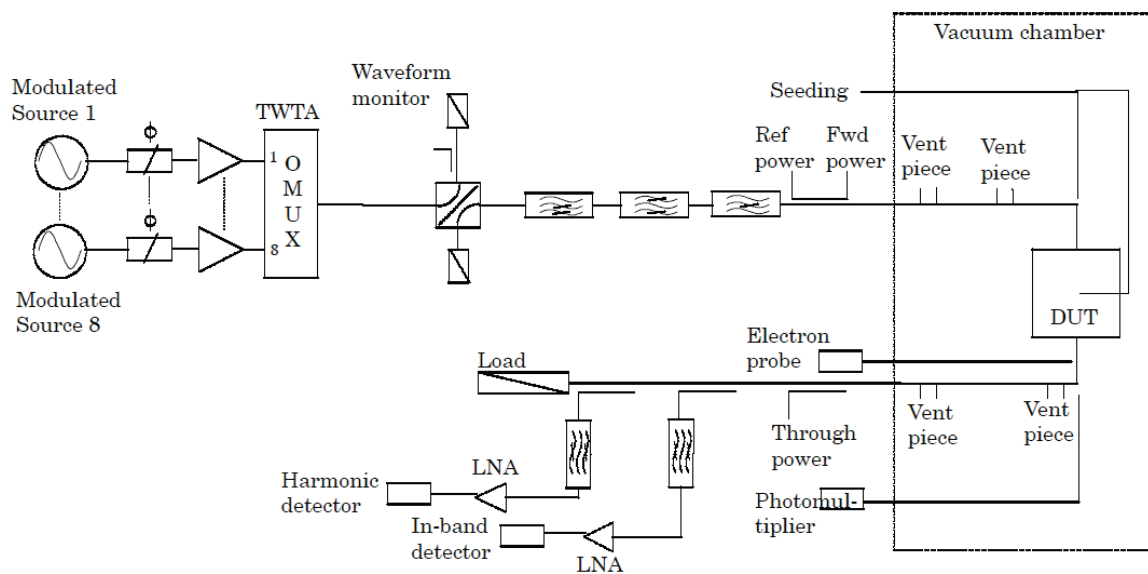 Vacuum chamber
Modulated
Source 1
Waveform
monitor
TWTA
Seeding
Ref
power
Fwd
power
Vent
piece
Vent
piece
Φ
1
O
M
U
X
8
Φ
Modulated
Source 8
DUT
Electron
probe
Load
Vent
piece
Vent
piece
Through
power
LNA
Harmonic
detector
Photomul-
tiplier
In-band
detector
LNA